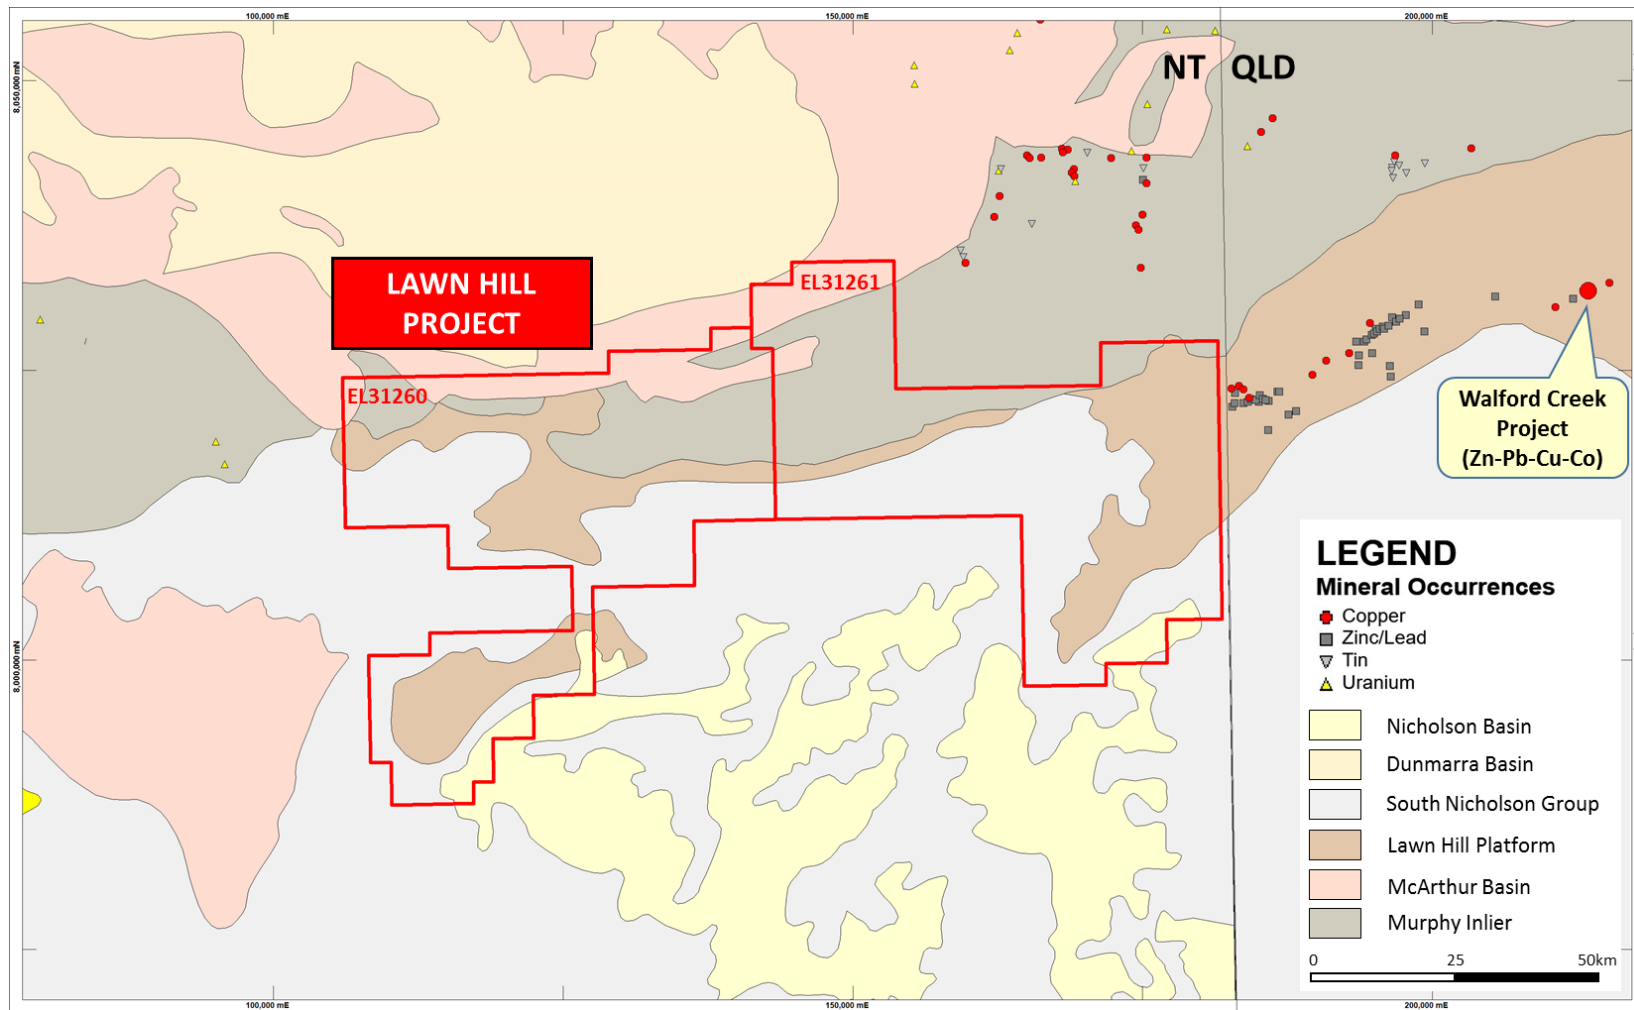 100,000 mE
150,000 mE
200,000 mE
8,050,000 mN
NT QLD
LAWN HILL
PROJECT
EL31261
EL31260
Walford Creek
Project
(Zn-Pb-Cu-Co)
8,000,000 mN
LEGEND
Mineral Occurrences
Copper
Zinc/Lead
Tin
Uranium
Nicholson Basin
Dunmarra Basin
South Nicholson Group
Lawn Hill Platform
McArthur Basin
Murphy Inlier
0 25 50km
100,000 mE
150,000 mE
200,000 mE